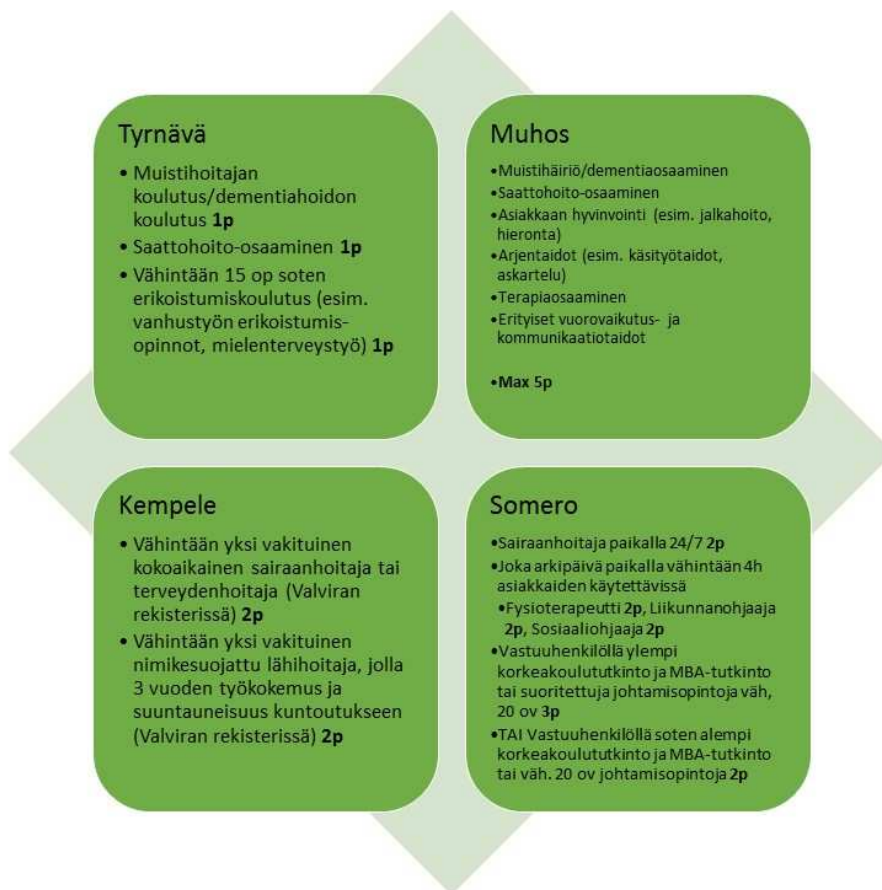 Tyrnävä
• Muistihoitajan
koulutus/dementiahoidon
koulutus 1p
• Saattohoito-osaaminen 1p
• Vähintään 15 op soten
erikoistumiskoulutus (esim.
vanhustyön erikoistumis-
opinnot, mielenterveystyö) 1p
Muhos
•Muistihäiriö/dementiaosaaminen
•Saattohoito-osaaminen
•Asiakkaan hyvinvointi (esim. jalkahoito,
hieronta)
•Arjentaidot (esim. käsityötaidot,
askartelu)
•Terapiaosaaminen
•Erityiset vuorovaikutus- ja
kommunikaatiotaidot
•Max 5p
Kempele
• Vähintään yksi vakituinen
kokoaikainen sairaanhoitaja tai
terveydenhoitaja (Valviran
rekisterissä) 2p
• Vähintään yksi vakituinen
nimikesuojattu lähihoitaja, jolla
3 vuoden työkokemus ja
suuntauneisuus kuntoutukseen
(Valviran rekisterissä) 2p
Somero
•Sairaanhoitaja paikalla 24/7 2p
•Joka arkipäivä paikalla vähintään 4h
asiakkaiden käytettävissä
•Fysioterapeutti 2p, Liikunnanohjaaja
2p, Sosiaaliohjaaja 2p
•Vastuuhenkilöllä ylempi
korkeakoulututkinto ja MBA-tutkinto
tai suoritettuja johtamisopintoja väh,
20 ov 3p
•TAI Vastuuhenkilöllä soten alempi
korkeakoulututkinto ja MBA-tutkinto
tai väh. 20 ov johtamisopintoja 2p